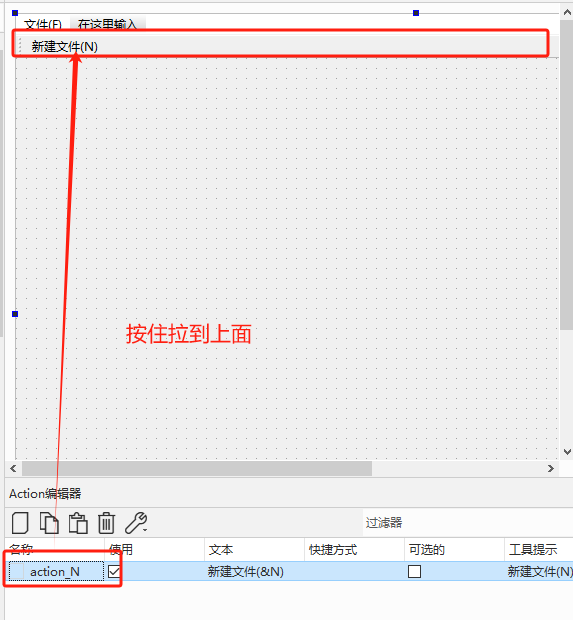 文件(F) 在这里输入
新建文件(N)
按住拉到上面
Action编辑器
过滤器
名称 使用 文本 快捷方式 可选的 工具提示
action_N 新建文件(&N) 新建文件(N)